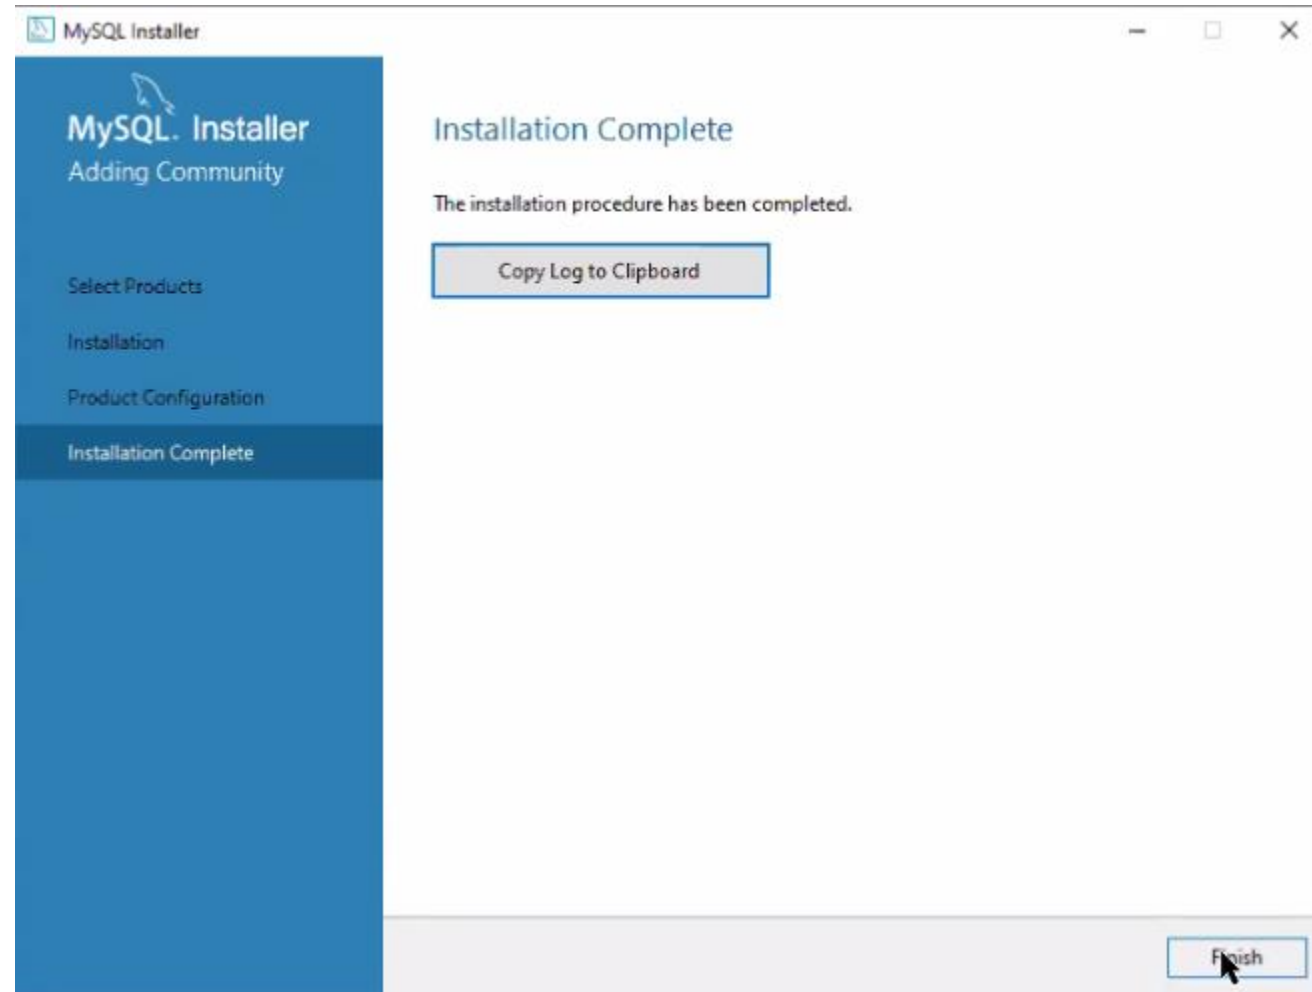 MySQL Installer
MySQL. Installer
Adding Community
Select Products
Installation
Product Configuration
Installation Complete
Installation Complete
The installation procedure has been completed.
Copy Log to Clipboard
Finish